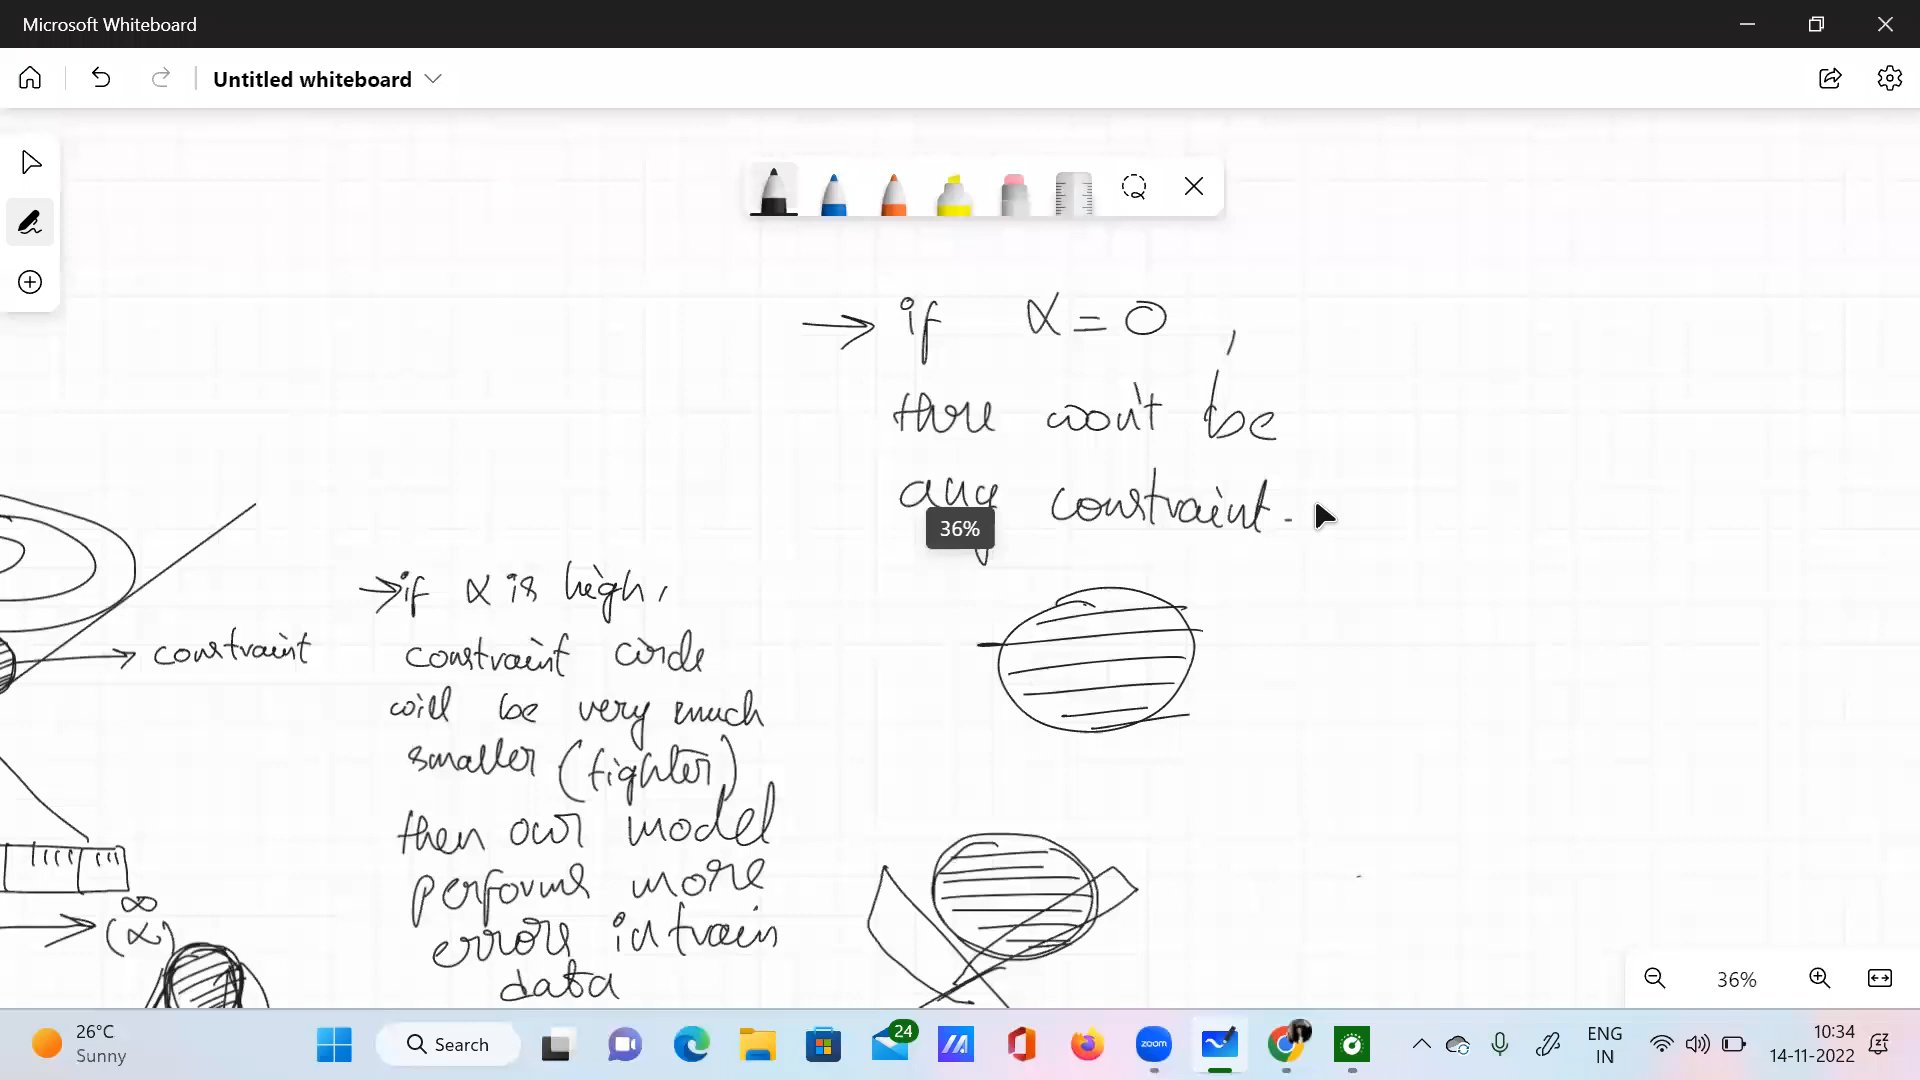 Microsoft Whiteboard
Untitled whiteboard
→ if α = 0 ,
there won't be
any constraint.
36%
→ if α is high,
constraint circle
will be very much
smaller (tighter)
then our model
performs more
errors in train
data
→ constraint
∞
(α)
36%
26°C
Sunny
Search
24
zoom
ENG
IN
10:34
14-11-2022